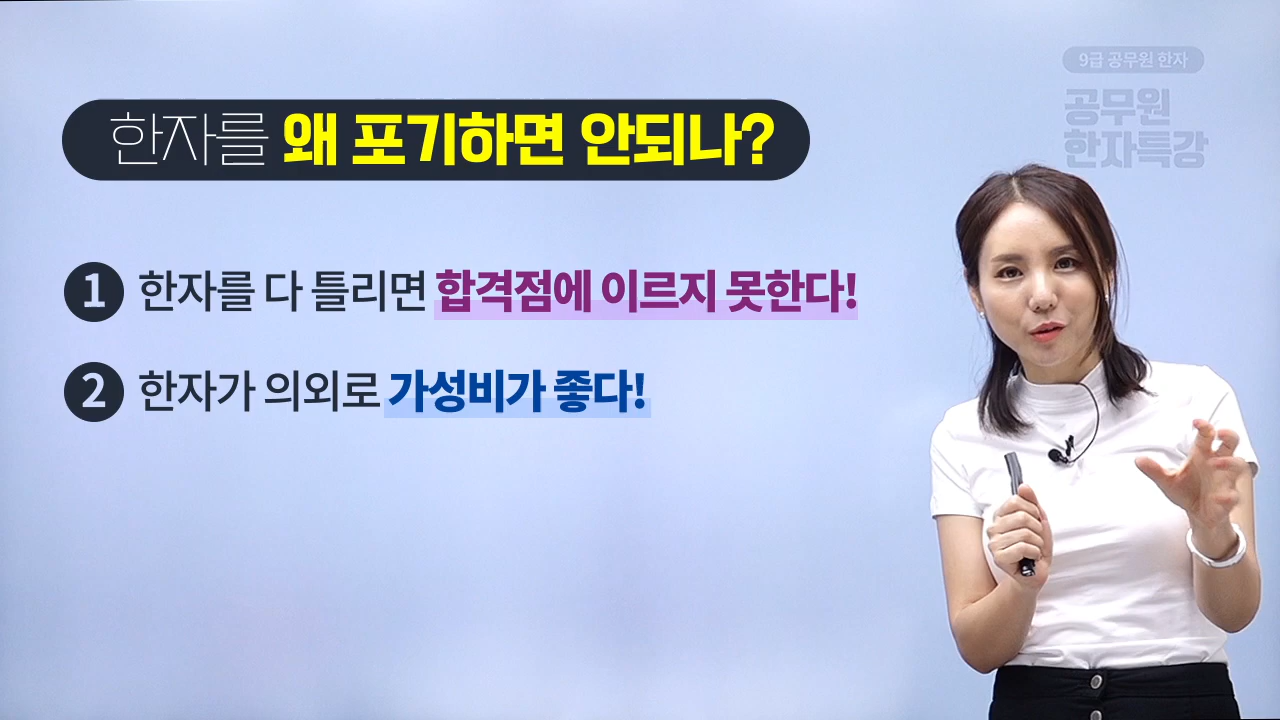 9급 공무원 한자
공무원
한자특강
한자를 왜 포기하면 안되나?
1 한자를 다 틀리면 합격점에 이르지 못한다!
2 한자가 의외로 가성비가 좋다!